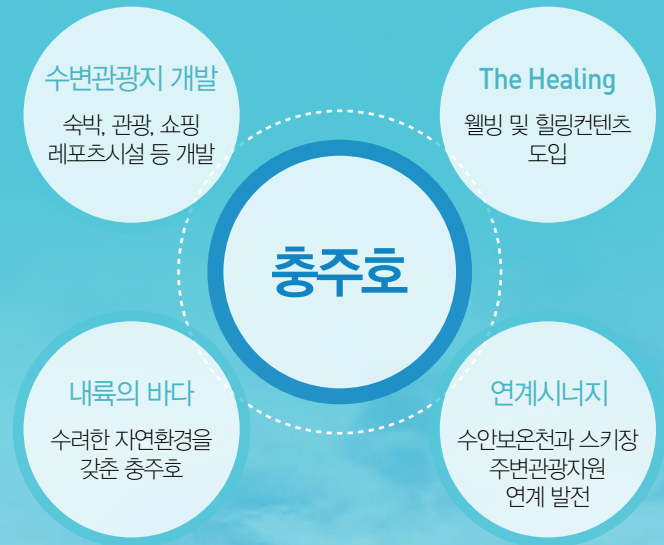 수변관광지 개발
숙박, 관광, 쇼핑
레포츠시설 등 개발
The Healing
웰빙 및 힐링컨텐츠
도입
충주호
내륙의 바다
수려한 자연환경을
갖춘 충주호
연계시너지
수안보온천과 스키장
주변관광자원
연계 발전